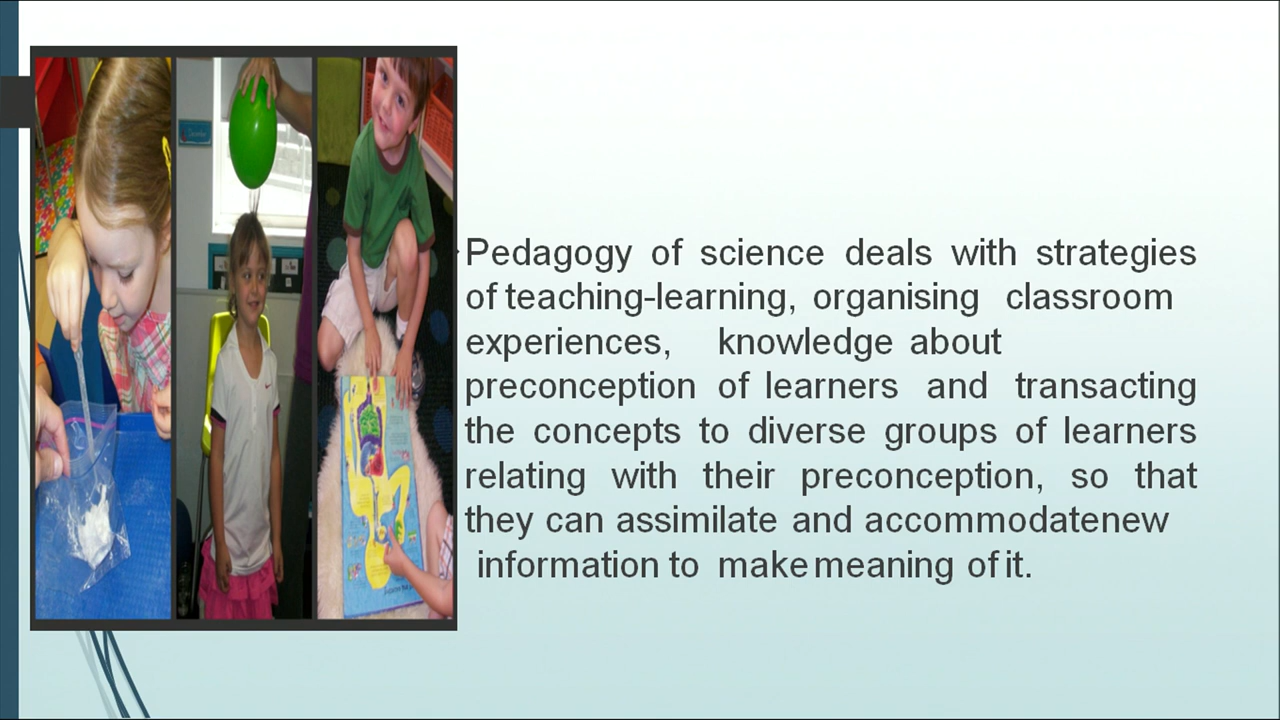 Pedagogy of science deals with strategies
of teaching-learning, organising classroom
experiences, knowledge about
preconception of learners and transacting
the concepts to diverse groups of learners
relating with their preconception, so that
they can assimilate and accommodatenew
information to make meaning of it.